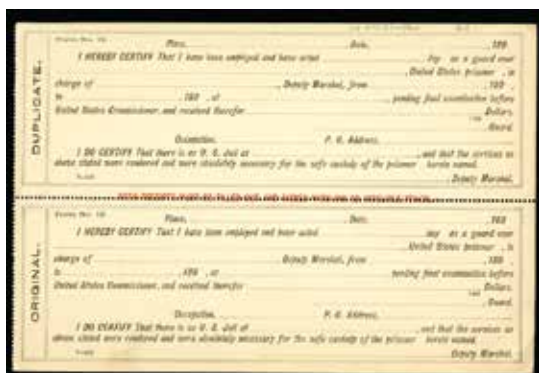 DUPLICATE.
Place, Date, 189
I HEREBY CERTIFY That I have been employed and have acted day as a guard over
United States prisoner, in
charge of , Deputy Marshal, from , 189 ,
to , 189 , at pending final examination before
United States Commissioner, and received therefor Dollars.
Guard.
Occupation. P. O. Address,
I DO CERTIFY That there is no U. S. Jail at , and that the services as
above stated were rendered and were absolutely necessary for the safe custody of the prisoner herein named.
Deputy Marshal.
ORIGINAL.
Place, Date, 189
I HEREBY CERTIFY That I have been employed and have acted day as a guard over
United States prisoner, in
charge of , Deputy Marshal, from , 189 ,
to , 189 , at pending final examination before
United States Commissioner, and received therefor Dollars.
Guard.
Occupation, P. O. Address,
I DO CERTIFY That there is no U. S. Jail at , and that the services as
above stated were rendered and were absolutely necessary for the safe custody of the prisoner herein named.
Deputy Marshal.